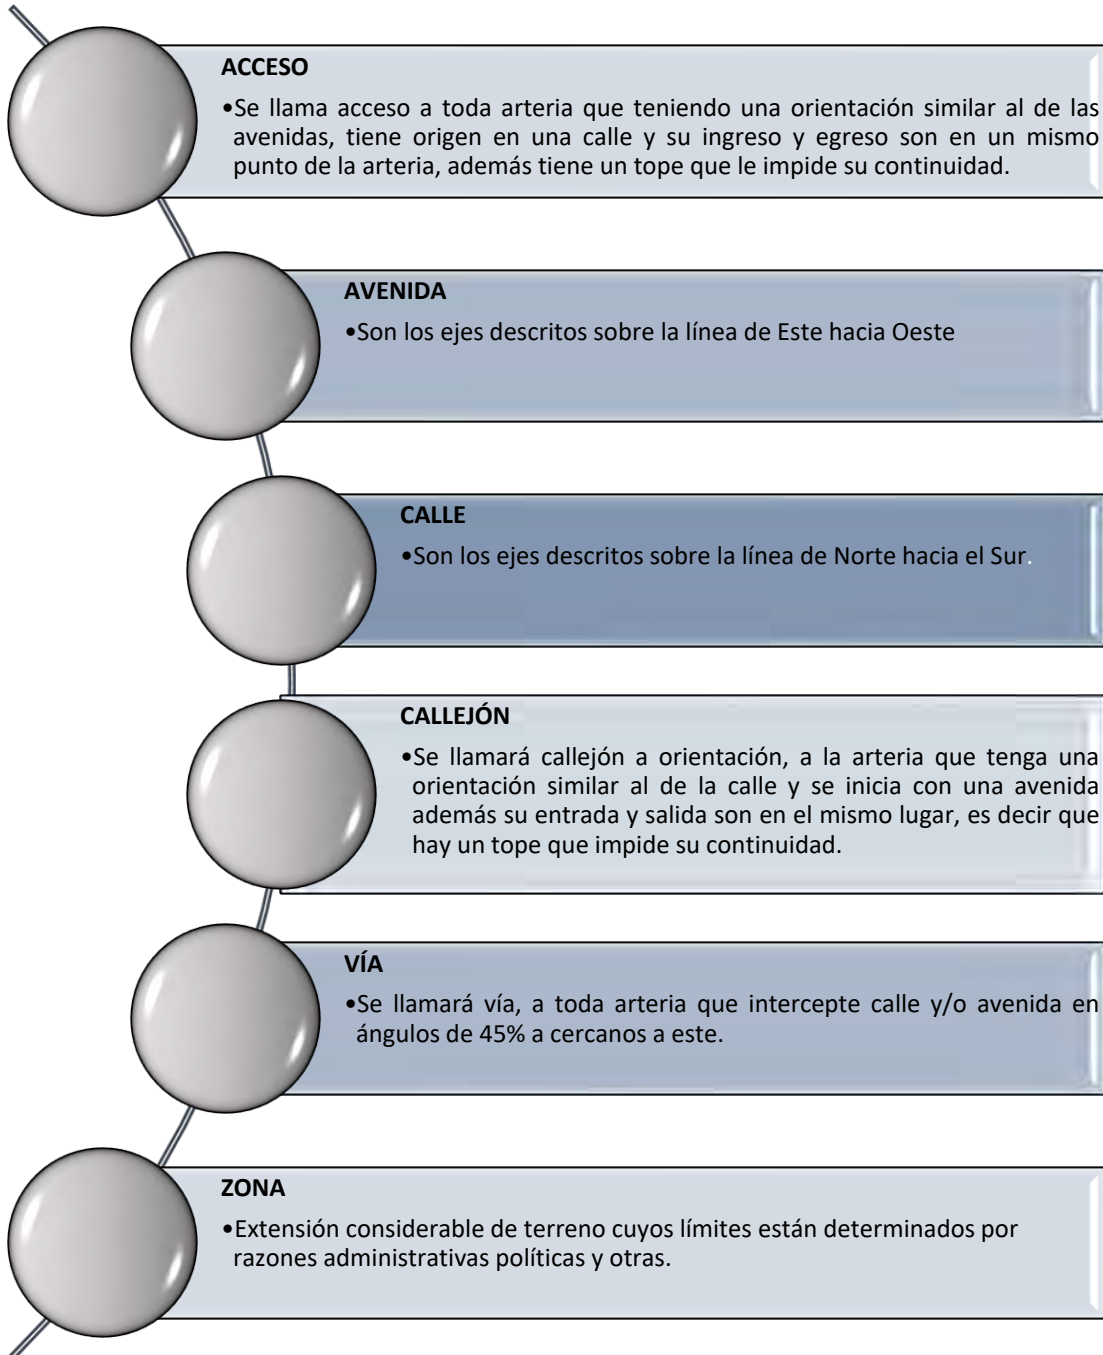 ACCESO
•Se llama acceso a toda arteria que teniendo una orientación similar al de las
avenidas, tiene origen en una calle y su ingreso y egreso son en un mismo
punto de la arteria, además tiene un tope que le impide su continuidad.
AVENIDA
•Son los ejes descritos sobre la línea de Este hacia Oeste
CALLE
•Son los ejes descritos sobre la línea de Norte hacia el Sur.
CALLEJÓN
•Se llamará callejón a orientación, a la arteria que tenga una
orientación similar al de la calle y se inicia con una avenida
además su entrada y salida son en el mismo lugar, es decir que
hay un tope que impide su continuidad.
VÍA
•Se llamará vía, a toda arteria que intercepte calle y/o avenida en
ángulos de 45% a cercanos a este.
ZONA
•Extensión considerable de terreno cuyos límites están determinados por
razones administrativas políticas y otras.